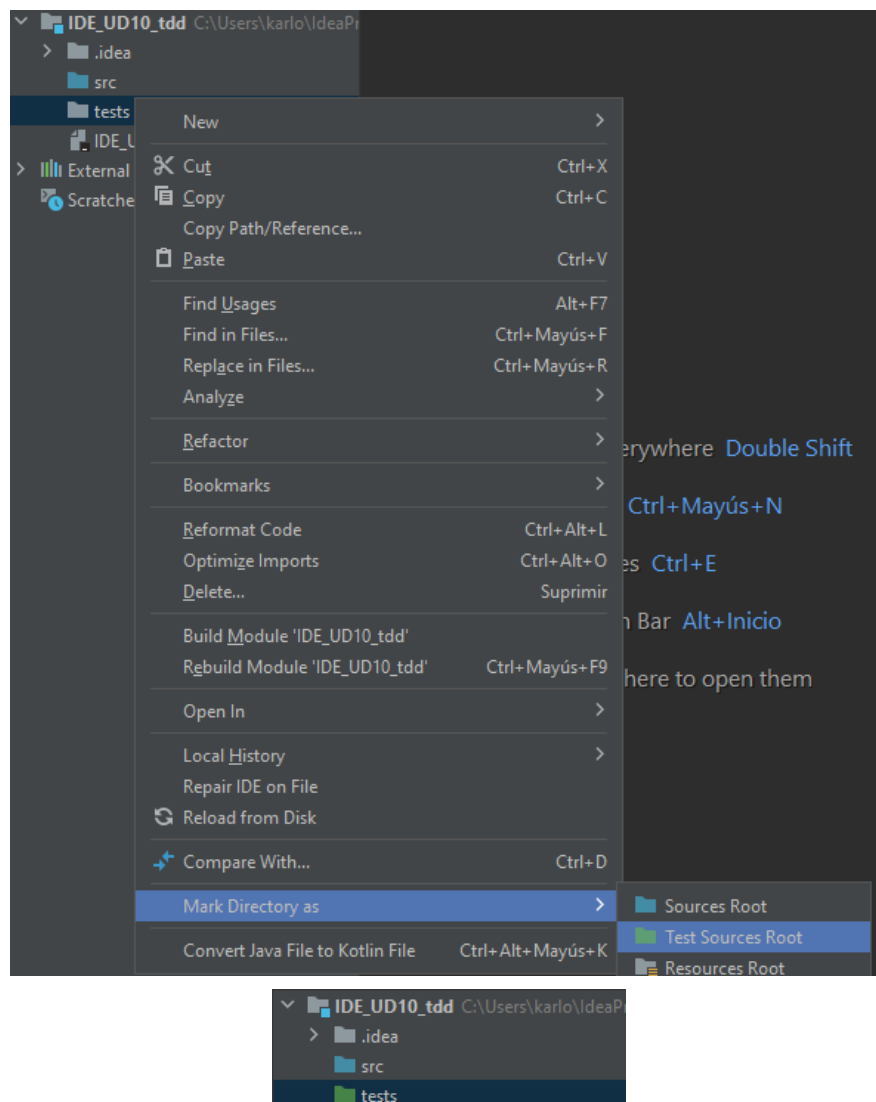 IDE_UD10_tdd C:\Users\karlo\IdeaPr
.idea
src
tests
IDE_U
External
Scratche
New
Cut Ctrl+X
Copy Ctrl+C
Copy Path/Reference...
Paste Ctrl+V
Find Usages Alt+F7
Find in Files... Ctrl+Mayús+F
Replace in Files... Ctrl+Mayús+R
Analyze
Refactor
Bookmarks
Reformat Code Ctrl+Alt+L
Optimize Imports Ctrl+Alt+O
Delete... Suprimir
Build Module 'IDE_UD10_tdd'
Rebuild Module 'IDE_UD10_tdd' Ctrl+Mayús+F9
Open In
Local History
Repair IDE on File
Reload from Disk
Compare With... Ctrl+D
Mark Directory as
Convert Java File to Kotlin File Ctrl+Alt+Mayús+K
erywhere Double Shift
Ctrl+Mayús+N
es Ctrl+E
n Bar Alt+Inicio
here to open them
Sources Root
Test Sources Root
Resources Root
IDE_UD10_tdd C:\Users\karlo\IdeaPr
.idea
src
tests